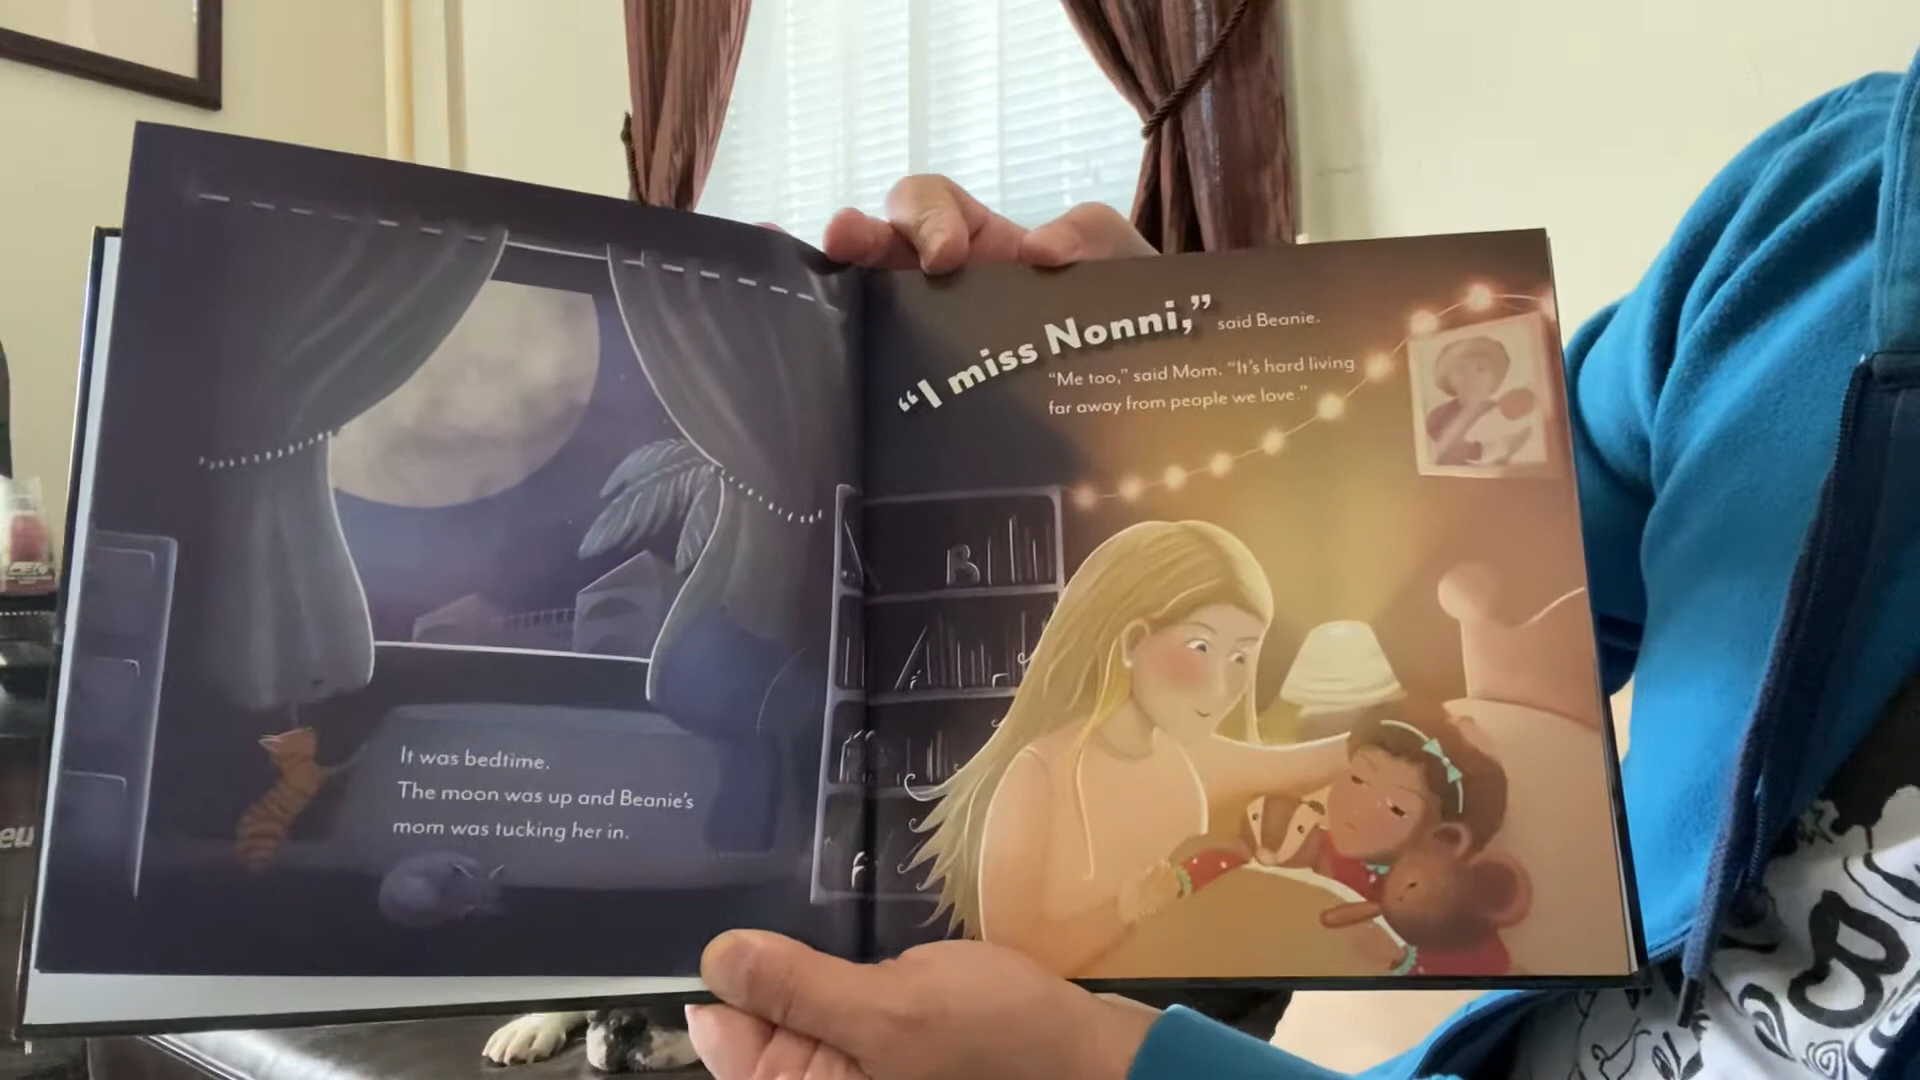 It was bedtime.
The moon was up and Beanie's
mom was tucking her in.
“I miss Nonni,” said Beanie.
“Me too,” said Mom. “It's hard living
far away from people we love.”
B
eu